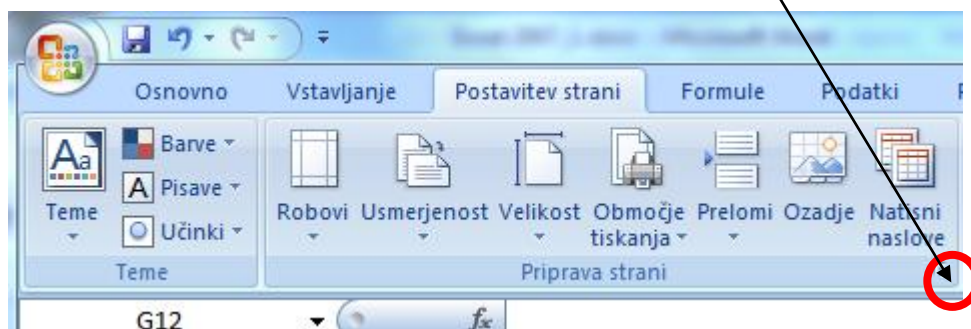 Osnovno Vstavljanje Postavitev strani Formule Podatki
Aa Barve
A Pisave
Učinki
Teme Robovi Usmerjenost Velikost Območje tiskanja Prelomi Ozadje Natisni naslove
Teme Priprava strani
G12 fx